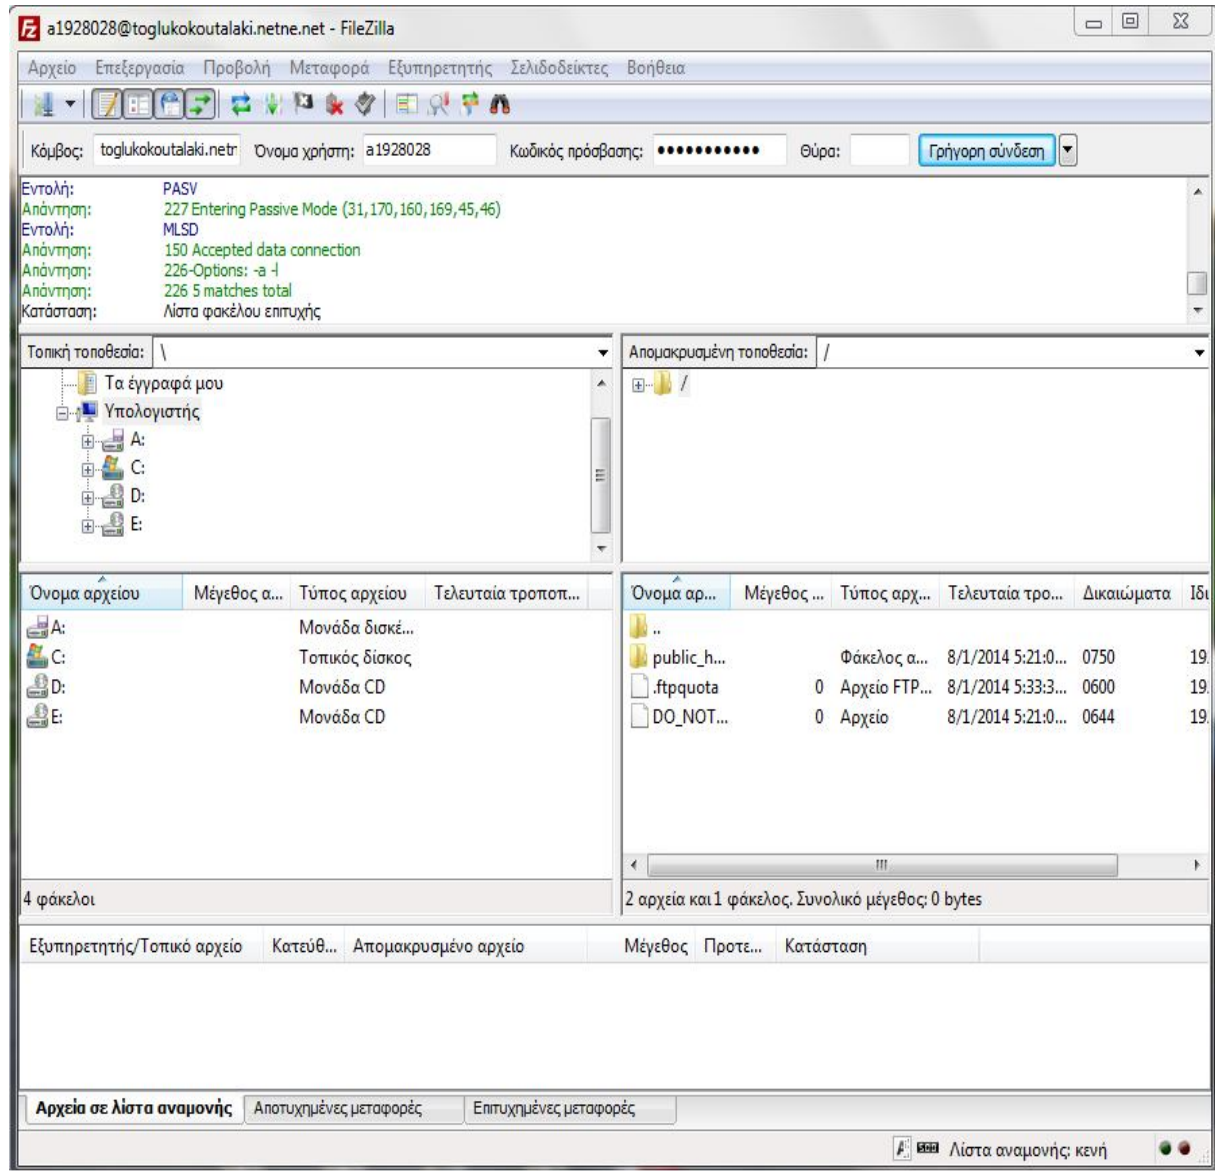 a1928028@toglukokoutalaki.netne.net - FileZilla
Αρχείο Επεξεργασία Προβολή Μεταφορά Εξυπηρετητής Σελιδοδείκτες Βοήθεια
Κόμβος: toglukokoutalaki.netr Όνομα χρήστη: a1928028 Κωδικός πρόσβασης: ●●●●●●●●●●● Θύρα: Γρήγορη σύνδεση
Εντολή: PASV
Απάντηση: 227 Entering Passive Mode (31,170,160,169,45,46)
Εντολή: MLSD
Απάντηση: 150 Accepted data connection
Απάντηση: 226-Options: -a -l
Απάντηση: 226 5 matches total
Κατάσταση: Λίστα φακέλου επιτυχής
Τοπική τοποθεσία: \
Τα έγγραφά μου
Υπολογιστής
A:
C:
D:
E:
Απομακρυσμένη τοποθεσία: /
/
Όνομα αρχείου Μέγεθος α... Τύπος αρχείου Τελευταία τροποπ...
A: Μονάδα δισκέ...
C: Τοπικός δίσκος
D: Μονάδα CD
E: Μονάδα CD
4 φάκελοι
Όνομα αρ... Μέγεθος ... Τύπος αρχ... Τελευταία τρο... Δικαιώματα Ιδι
..
public_h... Φάκελος α... 8/1/2014 5:21:0... 0750 19
.ftpquota 0 Αρχείο FTP... 8/1/2014 5:33:3... 0600 19
DO_NOT... 0 Αρχείο 8/1/2014 5:21:0... 0644 19
2 αρχεία και 1 φάκελος. Συνολικό μέγεθος: 0 bytes
Εξυπηρετητής/Τοπικό αρχείο Κατεύθ... Απομακρυσμένο αρχείο Μέγεθος Προτε... Κατάσταση
Αρχεία σε λίστα αναμονής Αποτυχημένες μεταφορές Επιτυχημένες μεταφορές
Λίστα αναμονής: κενή